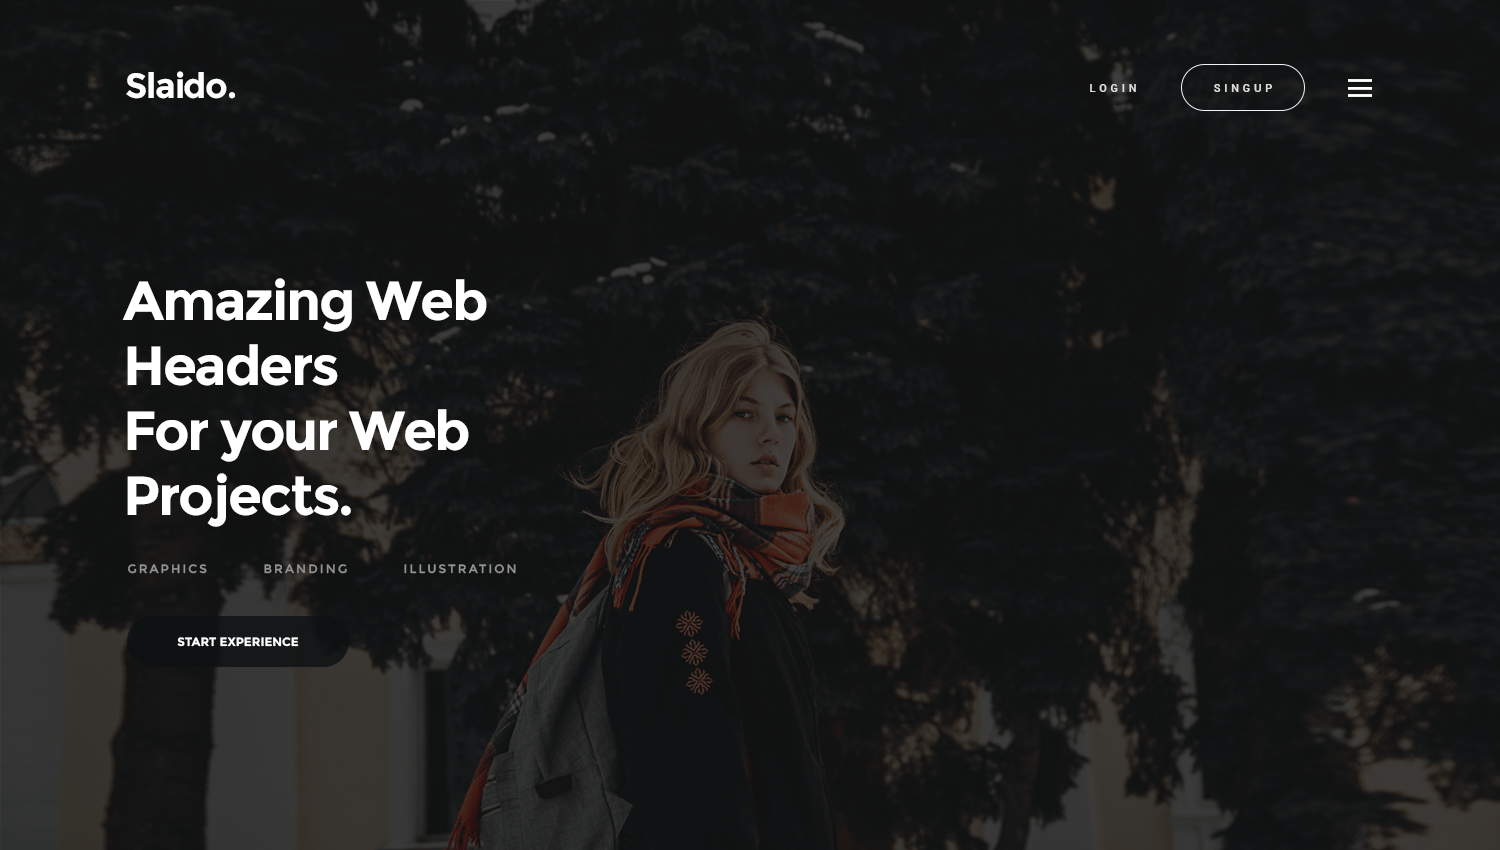 Slaido.
LOGIN
SINGUP
Amazing Web
Headers
For your Web
Projects.
GRAPHICS
BRANDING
ILLUSTRATION
START EXPERIENCE